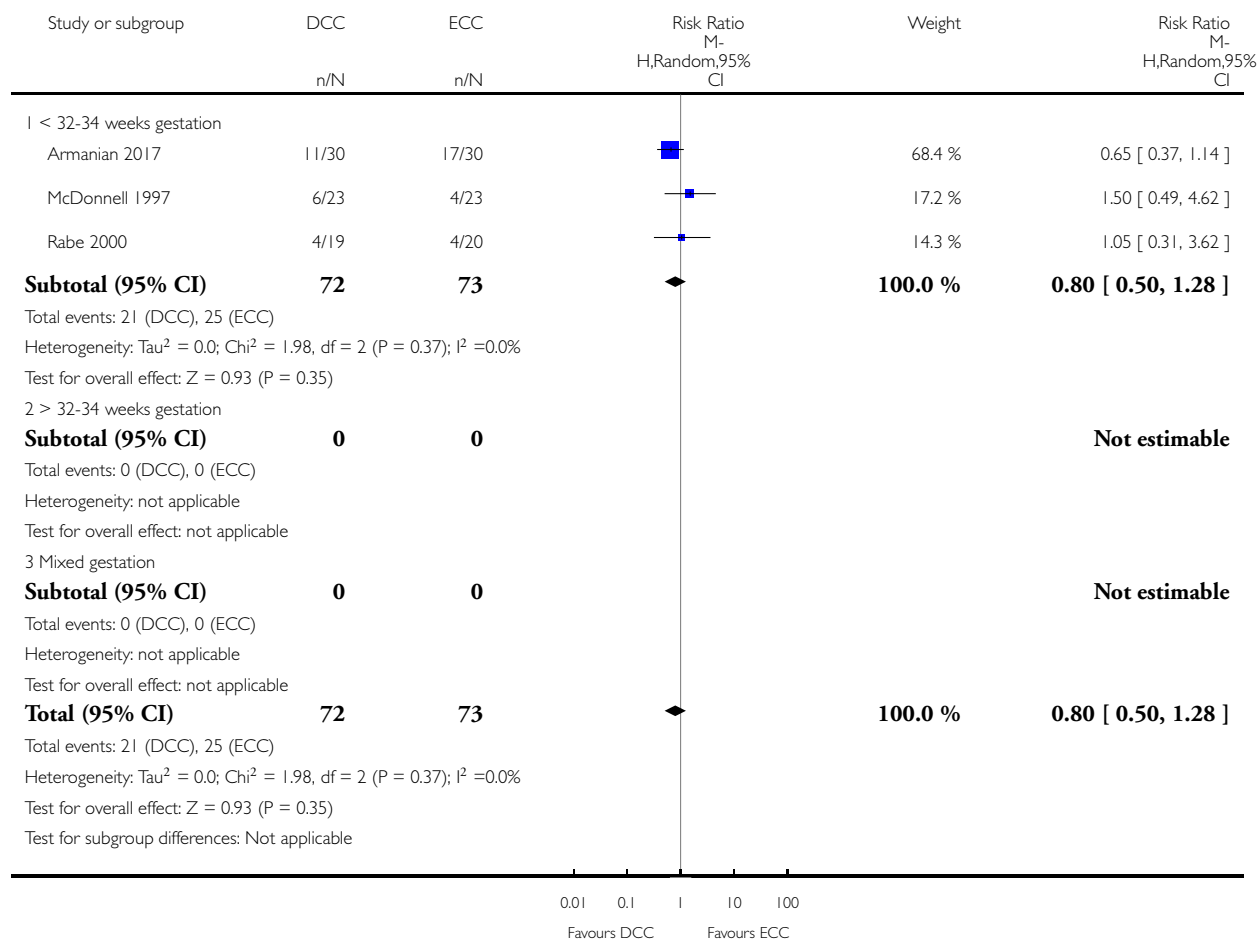 Study or subgroup DCC ECC Risk Ratio Weight Risk Ratio
M- M-
H,Random,95% H,Random,95%
n/N n/N CI CI
1 < 32-34 weeks gestation
Armanian 2017 11/30 17/30 68.4 % 0.65 [ 0.37, 1.14 ]
McDonnell 1997 6/23 4/23 17.2 % 1.50 [ 0.49, 4.62 ]
Rabe 2000 4/19 4/20 14.3 % 1.05 [ 0.31, 3.62 ]
Subtotal (95% CI) 72 73 100.0 % 0.80 [ 0.50, 1.28 ]
Total events: 21 (DCC), 25 (ECC)
Heterogeneity: Tau² = 0.0; Chi² = 1.98, df = 2 (P = 0.37); I² =0.0%
Test for overall effect: Z = 0.93 (P = 0.35)
2 > 32-34 weeks gestation
Subtotal (95% CI) 0 0 Not estimable
Total events: 0 (DCC), 0 (ECC)
Heterogeneity: not applicable
Test for overall effect: not applicable
3 Mixed gestation
Subtotal (95% CI) 0 0 Not estimable
Total events: 0 (DCC), 0 (ECC)
Heterogeneity: not applicable
Test for overall effect: not applicable
Total (95% CI) 72 73 100.0 % 0.80 [ 0.50, 1.28 ]
Total events: 21 (DCC), 25 (ECC)
Heterogeneity: Tau² = 0.0; Chi² = 1.98, df = 2 (P = 0.37); I² =0.0%
Test for overall effect: Z = 0.93 (P = 0.35)
Test for subgroup differences: Not applicable
0.01 0.1 1 10 100
Favours DCC Favours ECC